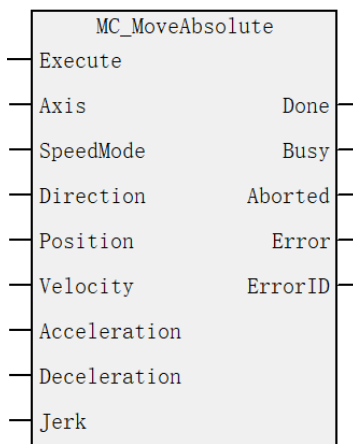 MC_MoveAbsolute
Execute
Axis Done
SpeedMode Busy
Direction Aborted
Position Error
Velocity ErrorID
Acceleration
Deceleration
Jerk